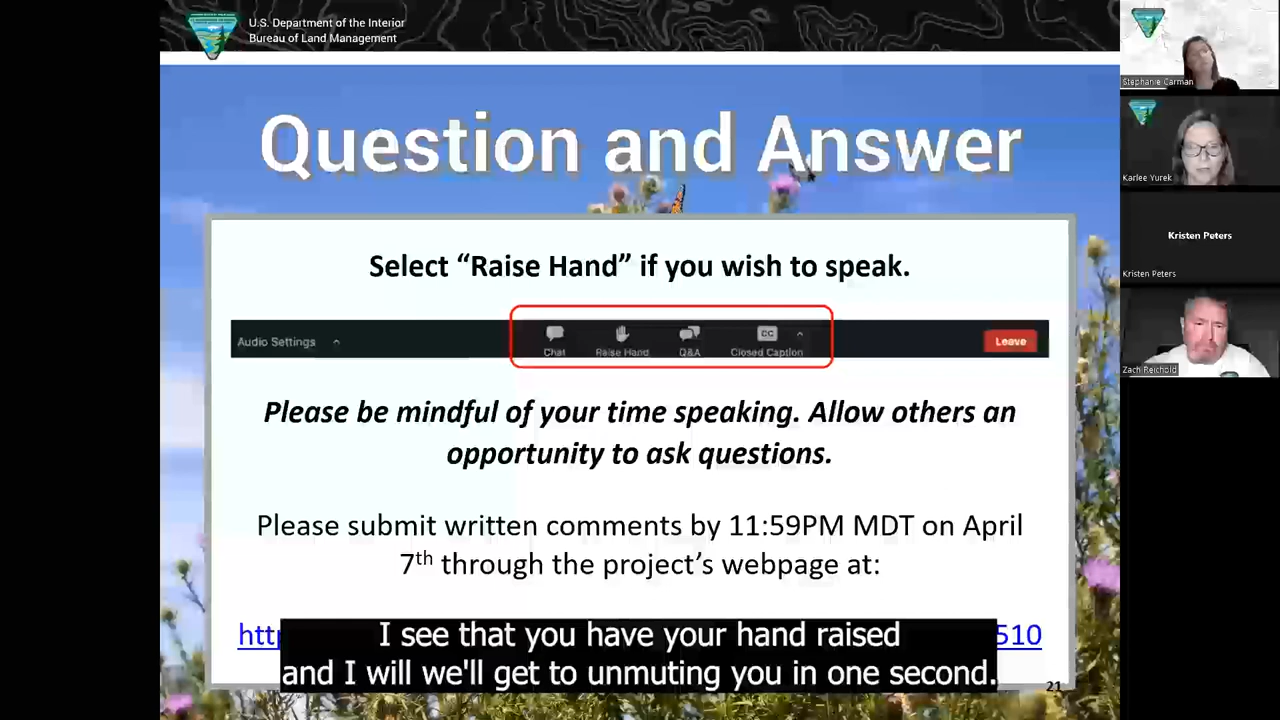 U.S. Department of the Interior
Bureau of Land Management
Question and Answer
Select “Raise Hand” if you wish to speak.
Audio Settings
Chat
Raise Hand
Q&A
CC
Closed Caption
Leave
Please be mindful of your time speaking. Allow others an
opportunity to ask questions.
Please submit written comments by 11:59PM MDT on April
7th through the project’s webpage at:
510
I see that you have your hand raised
and I will we'll get to unmuting you in one second.
21
Stephanie Carman
Karlee Yurek
Kristen Peters
Kristen Peters
Zach Reichold